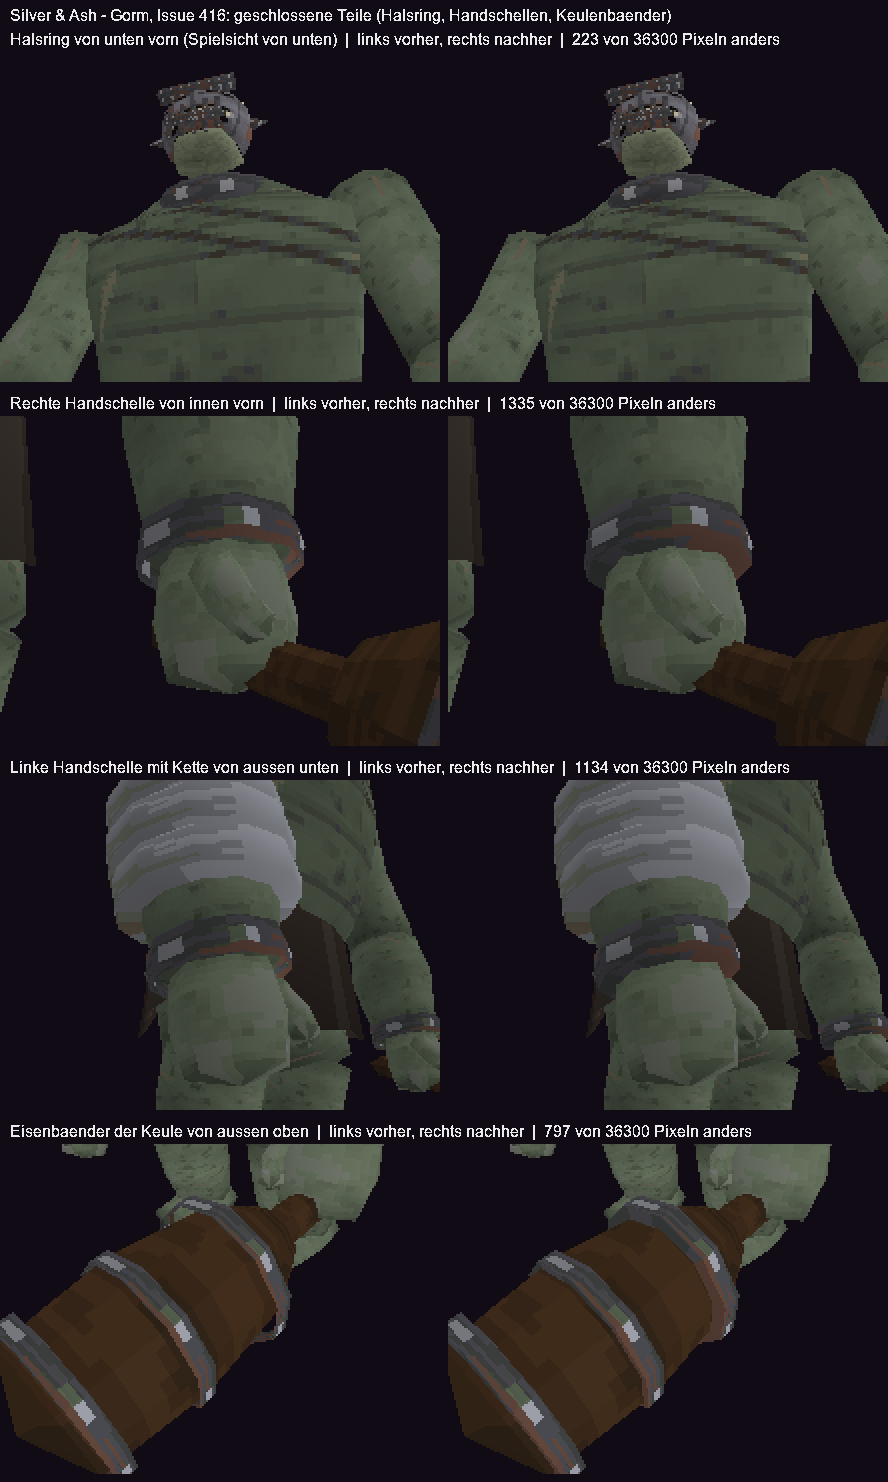 Silver & Ash - Gorm, Issue 416: geschlossene Teile (Halsring, Handschellen, Keulenbaender)
Halsring von unten vorn (Spielsicht von unten)  |  links vorher, rechts nachher  |  223 von 36300 Pixeln anders
Rechte Handschelle von innen vorn  |  links vorher, rechts nachher  |  1335 von 36300 Pixeln anders
Linke Handschelle mit Kette von aussen unten  |  links vorher, rechts nachher  |  1134 von 36300 Pixeln anders
Eisenbaender der Keule von aussen oben  |  links vorher, rechts nachher  |  797 von 36300 Pixeln anders